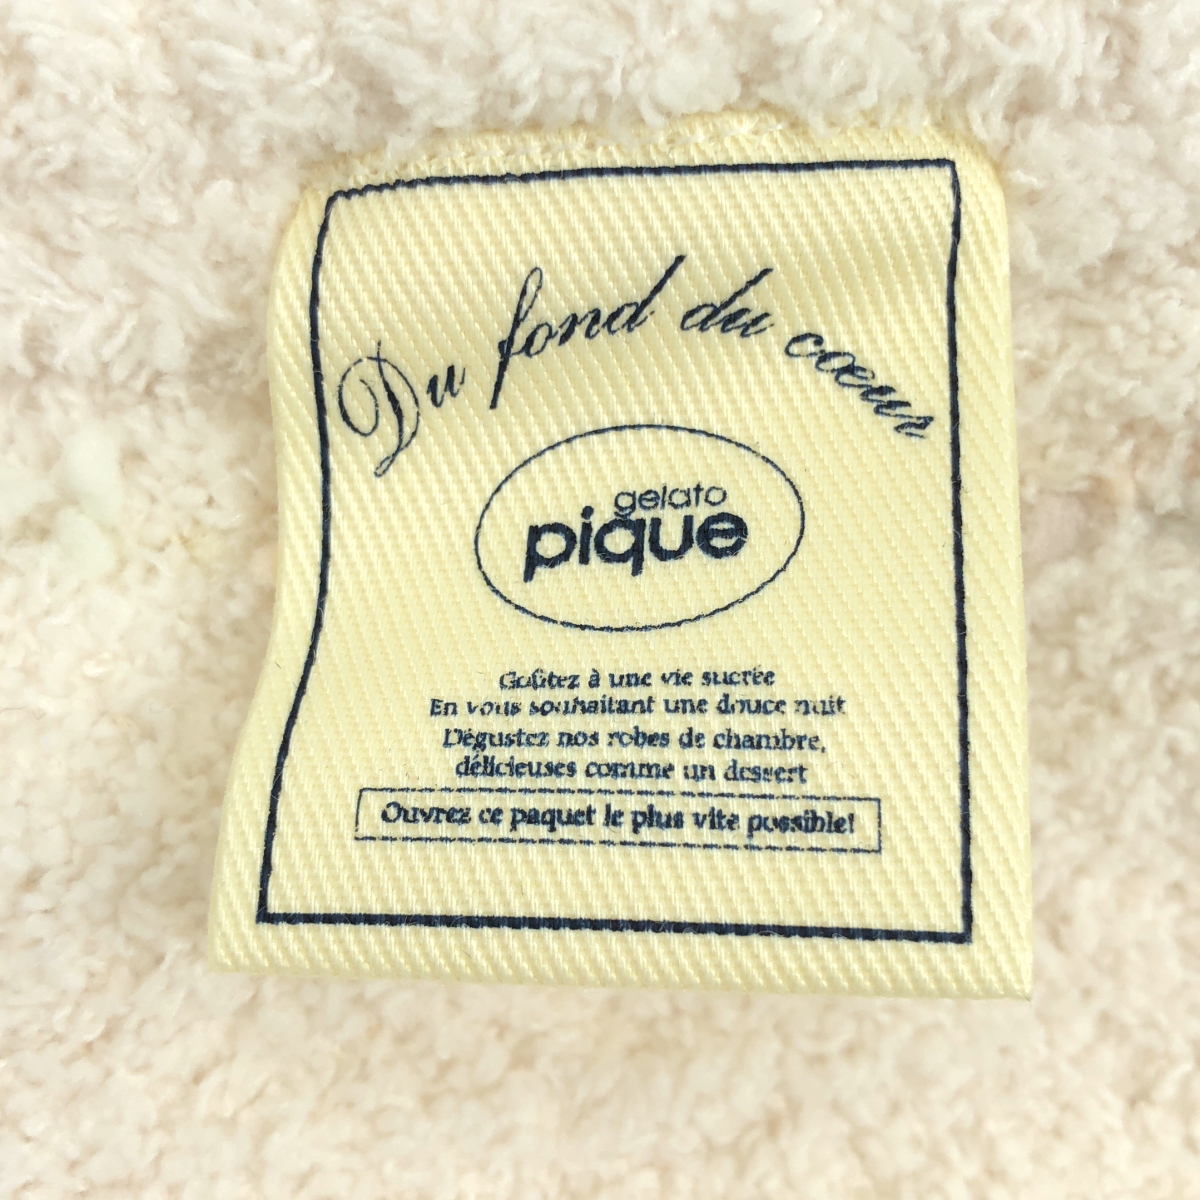 Du fond du cœur
gelato
pique
Goûtez à une vie sucrée
En vous souhaitant une douce nuit
Dégustez nos robes de chambre,
délicieuses comme un dessert
Ouvrez ce paquet le plus vite possible!